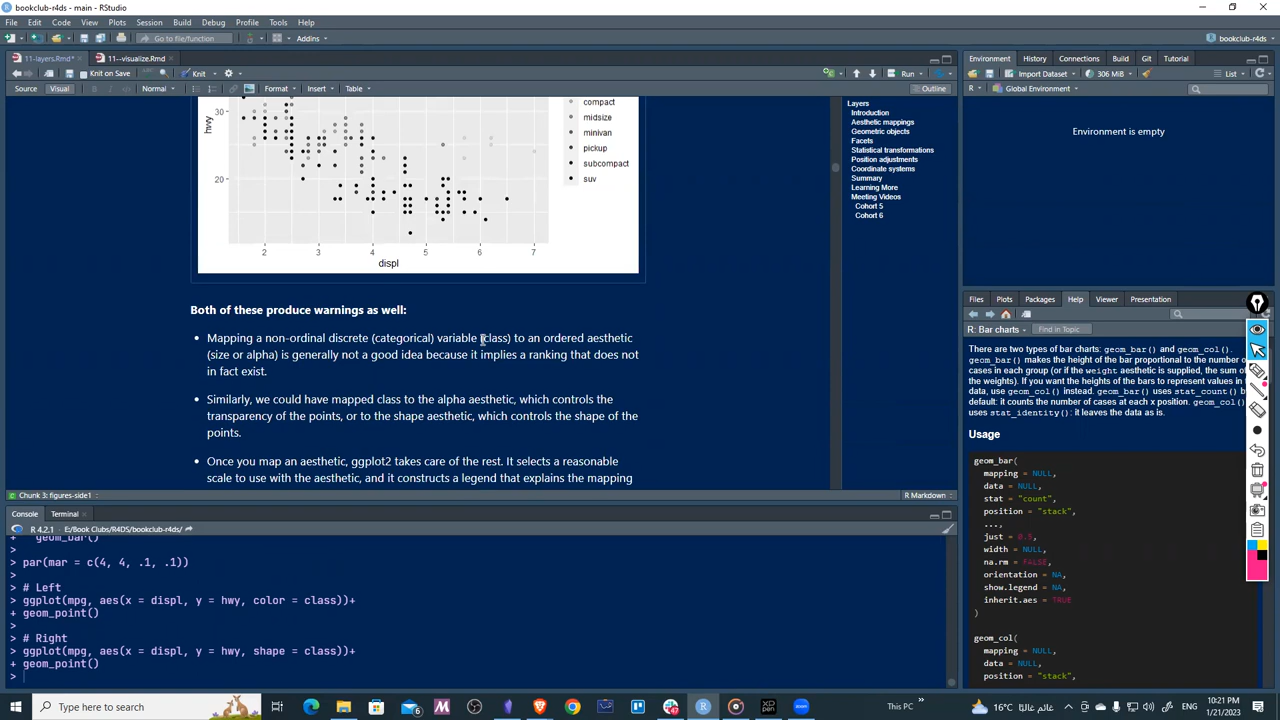 bookclub-r4ds - main - RStudio
File Edit Code View Plots Session Build Debug Profile Tools Help
Go to file/function Addins bookclub-r4ds
11-layers.Rmd* 11--visualize.Rmd
Knit on Save Knit Run
Source Visual B I Normal Format Insert Table Outline
compact
30
hwy
midsize
minivan
pickup
subcompact
20
suv
2 3 4 5 6 7
displ
Both of these produce warnings as well:
Mapping a non-ordinal discrete (categorical) variable (class) to an ordered aesthetic
(size or alpha) is generally not a good idea because it implies a ranking that does not
in fact exist.
Similarly, we could have mapped class to the alpha aesthetic, which controls the
transparency of the points, or to the shape aesthetic, which controls the shape of the
points.
Once you map an aesthetic, ggplot2 takes care of the rest. It selects a reasonable
scale to use with the aesthetic, and it constructs a legend that explains the mapping
Chunk 3: figures-side1 R Markdown
Layers
Introduction
Aesthetic mappings
Geometric objects
Facets
Statistical transformations
Position adjustments
Coordinate systems
Summary
Learning More
Meeting Videos
Cohort 5
Cohort 6
Console Terminal
R 4.2.1 · E:/Book Clubs/R4DS/bookclub-r4ds/
+ geom_bar()
>
> par(mar = c(4, 4, .1, .1))
>
> # Left
> ggplot(mpg, aes(x = displ, y = hwy, color = class))+
+ geom_point()
>
> # Right
> ggplot(mpg, aes(x = displ, y = hwy, shape = class))+
+ geom_point()
>
Environment History Connections Build Git Tutorial
Import Dataset 306 MiB List
R Global Environment
Environment is empty
Files Plots Packages Help Viewer Presentation
R: Bar charts Find in Topic
There are two types of bar charts: geom_bar() and geom_col().
geom_bar() makes the height of the bar proportional to the number of
cases in each group (or if the weight aesthetic is supplied, the sum of
the weights). If you want the heights of the bars to represent values in
data, use geom_col() instead. geom_bar() uses stat_count() b
default: it counts the number of cases at each x position. geom_col(
uses stat_identity(): it leaves the data as is.
Usage
geom_bar(
mapping = NULL,
data = NULL,
stat = "count",
position = "stack",
...,
just = 0.5,
width = NULL,
na.rm = FALSE,
orientation = NA,
show.legend = NA,
inherit.aes = TRUE
)
geom_col(
mapping = NULL,
data = NULL,
position = "stack",
Type here to search
This PC
16°C غائم غالبًا
10:21 PM
1/21/2023